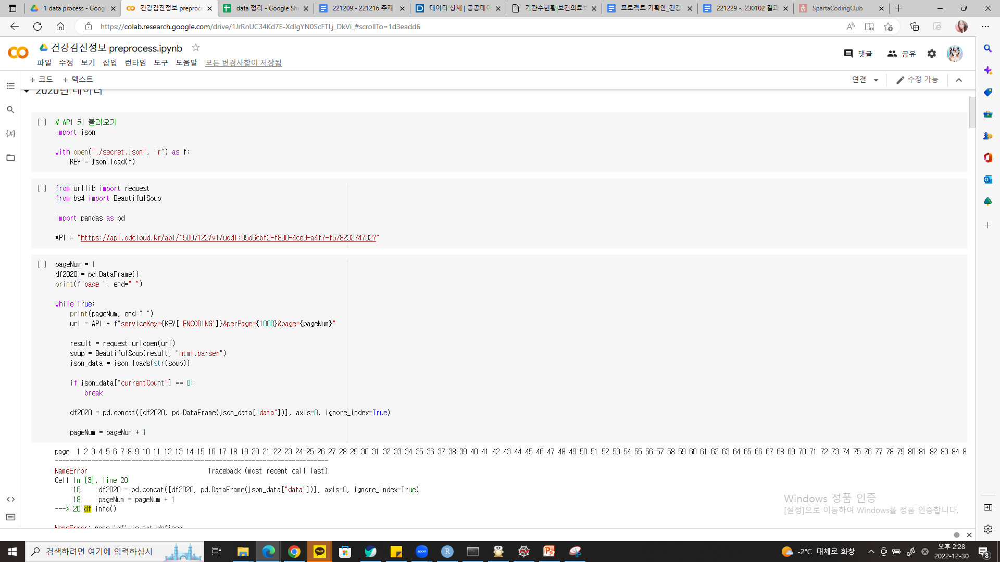 1 data process - Googl
건강검진정보 preproce
data 정리 - Google She
221209 - 221216 주제
데이터 상세 | 공공데이
기관수현황|보건의료빅
프로젝트 기획안_건강
221229 ~ 230102 결과
SpartaCodingClub
https://colab.research.google.com/drive/1JrRnUC34Kd7E-XdIgYN0ScFTLj_DkVi_#scrollTo=1d3eadd6
건강검진정보 preprocess.ipynb
댓글 공유
파일 수정 보기 삽입 런타임 도구 도움말 모든 변경사항이 저장됨
+ 코드 + 텍스트
연결 수정 가능
2020년 데이터
[ ] # API 키 불러오기
import json
with open("./secret.json", "r") as f:
KEY = json.load(f)
[ ] from urllib import request
from bs4 import BeautifulSoup
import pandas as pd
API = "https://api.odcloud.kr/api/15007122/v1/uddi:95d6cbf2-f800-4ce3-a4f7-f57823274732?"
[ ] pageNum = 1
df2020 = pd.DataFrame()
print(f"page ", end=" ")
while True:
print(pageNum, end=" ")
url = API + f"serviceKey={KEY['ENCODING']}&perPage={1000}&page={pageNum}"
result = request.urlopen(url)
soup = BeautifulSoup(result, "html.parser")
json_data = json.loads(str(soup))
if json_data["currentCount"] == 0:
break
df2020 = pd.concat([df2020, pd.DataFrame(json_data["data"])], axis=0, ignore_index=True)
pageNum = pageNum + 1
page 1 2 3 4 5 6 7 8 9 10 11 12 13 14 15 16 17 18 19 20 21 22 23 24 25 26 27 28 29 30 31 32 33 34 35 36 37 38 39 40 41 42 43 44 45 46 47 48 49 50 51 52 53 54 55 56 57 58 59 60 61 62 63 64 65 66 67 68 69 70 71 72 73 74 75 76 77 78 79 80 81 82 83 84 8
---------------------------------------------------------------------------
NameError Traceback (most recent call last)
Cell In [3], line 20
16 df2020 = pd.concat([df2020, pd.DataFrame(json_data["data"])], axis=0, ignore_index=True)
18 pageNum = pageNum + 1
---> 20 df.info()
NameError: name 'df' is not defined
Windows 정품 인증
[설정]으로 이동하여 Windows를 정품 인증합니다.
검색하려면 여기에 입력하십시
-2°C 대체로 화창
오후 2:28
2022-12-30
8